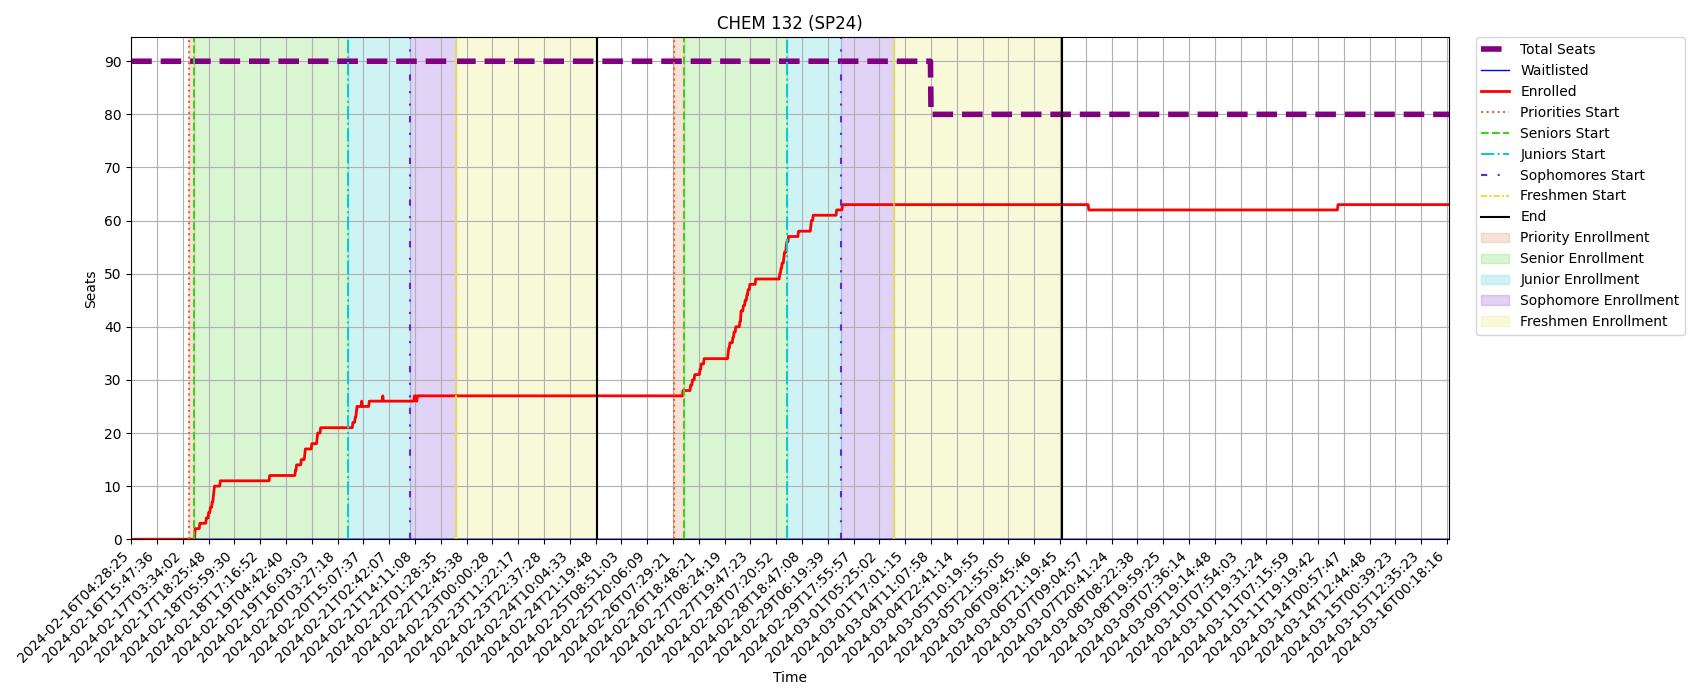 CHEM 132 (SP24)
Seats
90
80
70
60
50
40
30
20
10
0
2024-02-16T04:28:25
2024-02-16T15:47:36
2024-02-17T03:34:02
2024-02-17T18:25:48
2024-02-18T05:59:30
2024-02-18T17:16:52
2024-02-19T04:42:40
2024-02-19T16:03:03
2024-02-20T03:27:18
2024-02-20T15:07:37
2024-02-21T02:42:07
2024-02-21T14:11:08
2024-02-22T01:28:35
2024-02-22T12:45:38
2024-02-23T00:00:28
2024-02-23T11:22:17
2024-02-23T22:37:28
2024-02-24T10:04:33
2024-02-24T21:19:48
2024-02-25T08:51:03
2024-02-25T20:06:09
2024-02-26T07:29:21
2024-02-26T18:48:21
2024-02-27T08:24:19
2024-02-27T19:47:23
2024-02-28T07:20:52
2024-02-28T18:47:08
2024-02-29T06:19:39
2024-02-29T17:55:57
2024-03-01T05:25:02
2024-03-01T17:01:15
2024-03-04T11:07:58
2024-03-04T22:41:14
2024-03-05T10:19:55
2024-03-05T21:55:05
2024-03-06T09:45:46
2024-03-06T21:19:45
2024-03-07T09:04:57
2024-03-07T20:41:24
2024-03-08T08:22:38
2024-03-08T19:59:25
2024-03-09T07:36:14
2024-03-09T19:14:48
2024-03-10T07:54:03
2024-03-10T19:31:24
2024-03-11T07:15:59
2024-03-11T19:19:42
2024-03-14T00:57:47
2024-03-14T12:44:48
2024-03-15T00:39:23
2024-03-15T12:35:23
2024-03-16T00:18:16
Time
Total Seats
Waitlisted
Enrolled
Priorities Start
Seniors Start
Juniors Start
Sophomores Start
Freshmen Start
End
Priority Enrollment
Senior Enrollment
Junior Enrollment
Sophomore Enrollment
Freshmen Enrollment